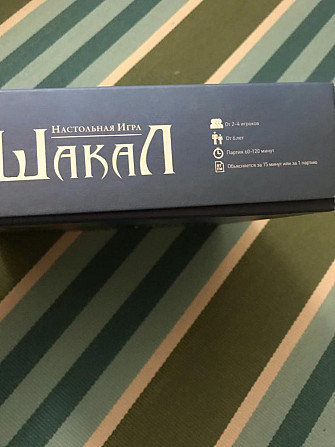 Настольная Игра
Шакал
От 2-4 игроков
От 6 лет
Партия 60-120 минут
Объясняется за 15 минут или за 1 партию